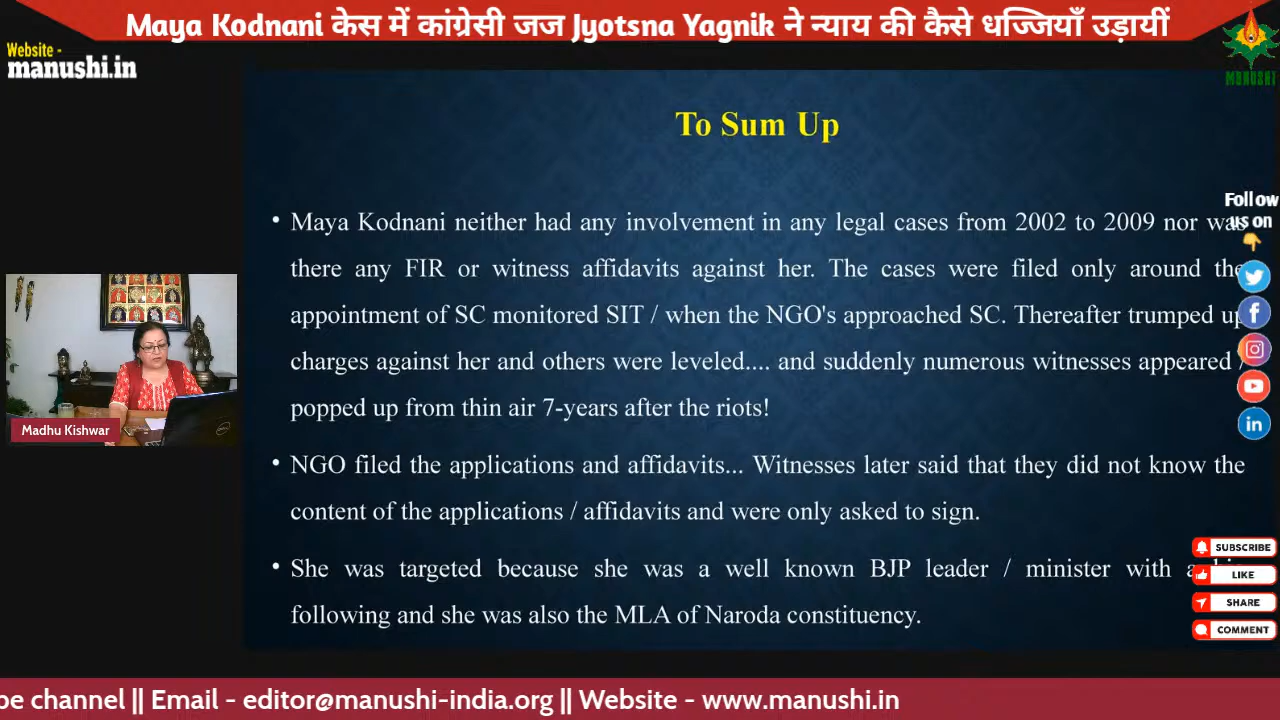 Maya Kodnani केस में कांग्रेसी जज Jyotsna Yagnik ने न्याय की कैसे धज्जियाँ उड़ायीं
Website -
manushi.in
MANUSHI
To Sum Up
• Maya Kodnani neither had any involvement in any legal cases from 2002 to 2009 nor was
there any FIR or witness affidavits against her. The cases were filed only around the
appointment of SC monitored SIT / when the NGO's approached SC. Thereafter trumped up
charges against her and others were leveled.... and suddenly numerous witnesses appeared /
popped up from thin air 7-years after the riots!
• NGO filed the applications and affidavits... Witnesses later said that they did not know the
content of the applications / affidavits and were only asked to sign.
• She was targeted because she was a well known BJP leader / minister with a
following and she was also the MLA of Naroda constituency.
Follow
us on
Madhu Kishwar
SUBSCRIBE
LIKE
SHARE
COMMENT
be channel || Email - editor@manushi-india.org || Website - www.manushi.in